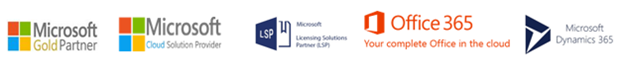 Microsoft
Gold Partner
Microsoft
Cloud Solution Provider
LSP
Microsoft
Licensing Solutions
Partner (LSP)
Office 365
Your complete Office in the cloud
Microsoft
Dynamics 365